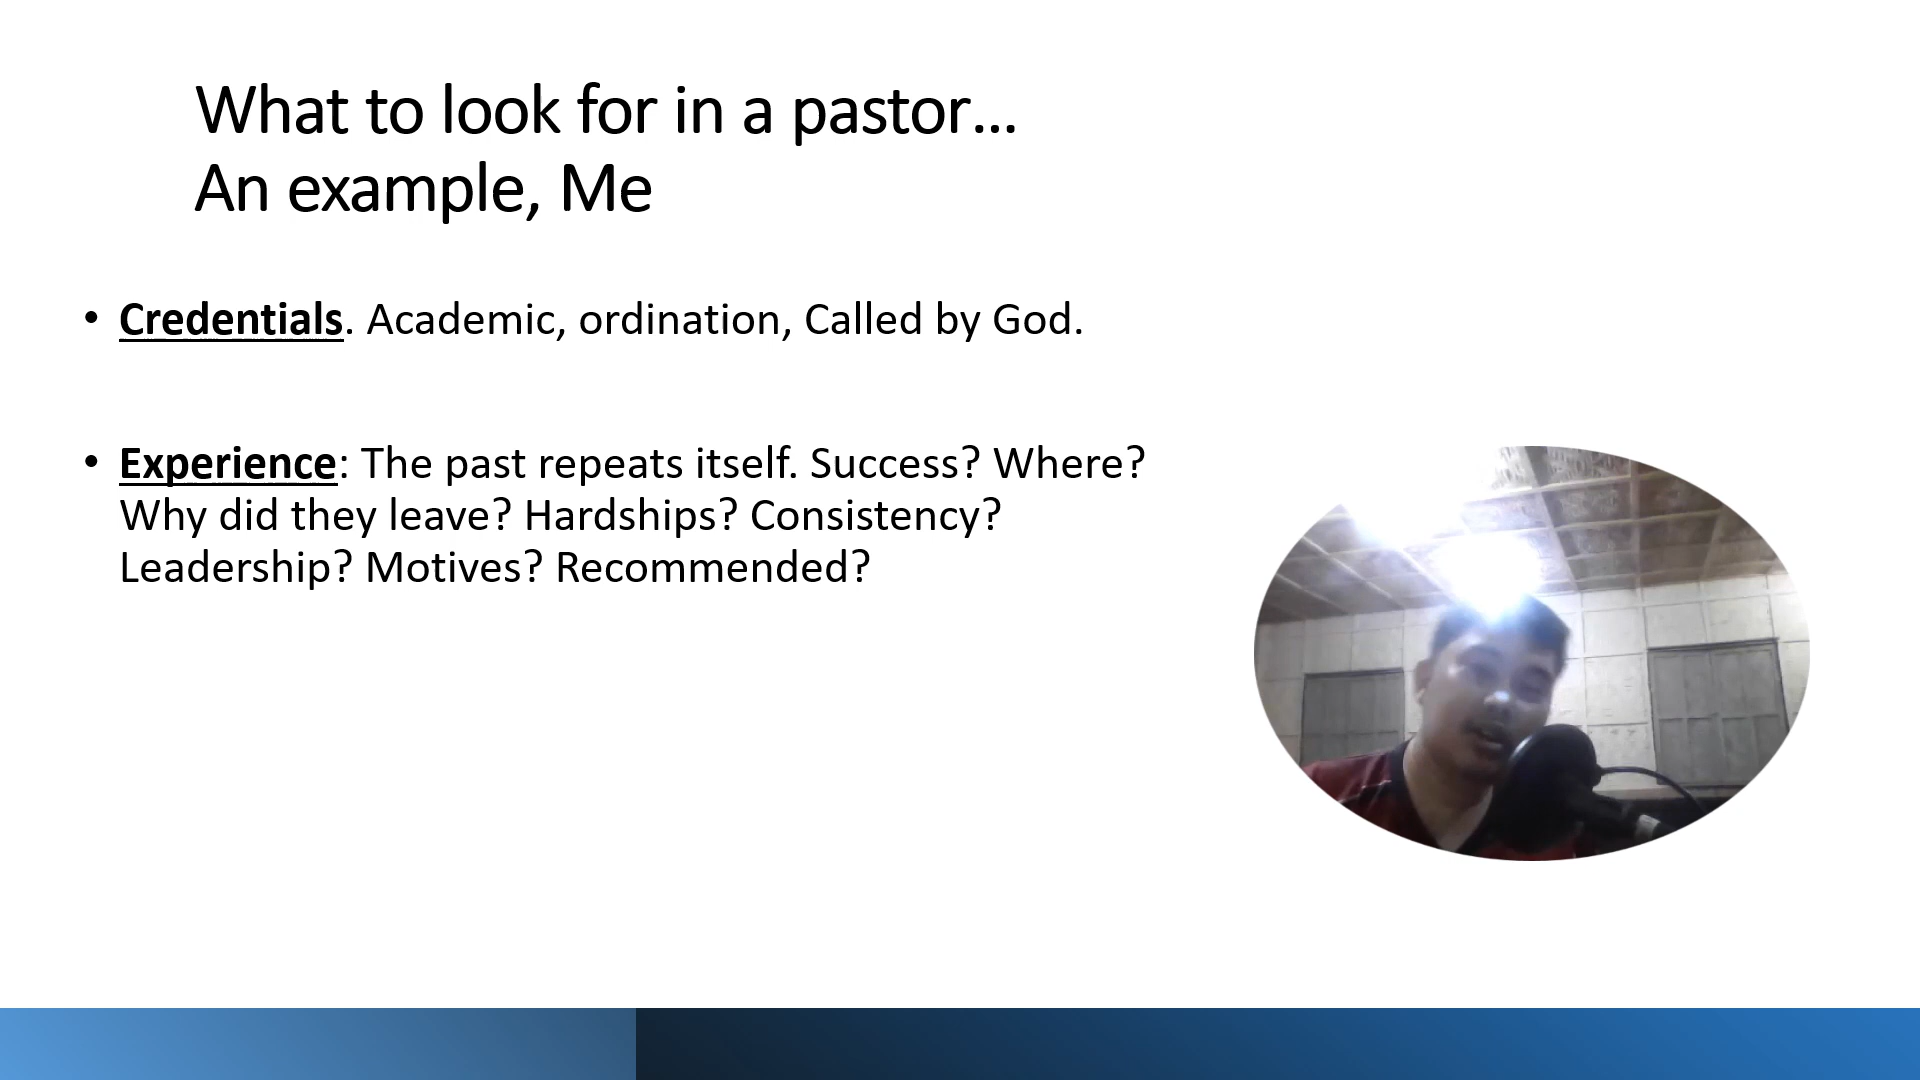 What to look for in a pastor…
An example, Me
• Credentials. Academic, ordination, Called by God.
• Experience: The past repeats itself. Success? Where?
Why did they leave? Hardships? Consistency?
Leadership? Motives? Recommended?